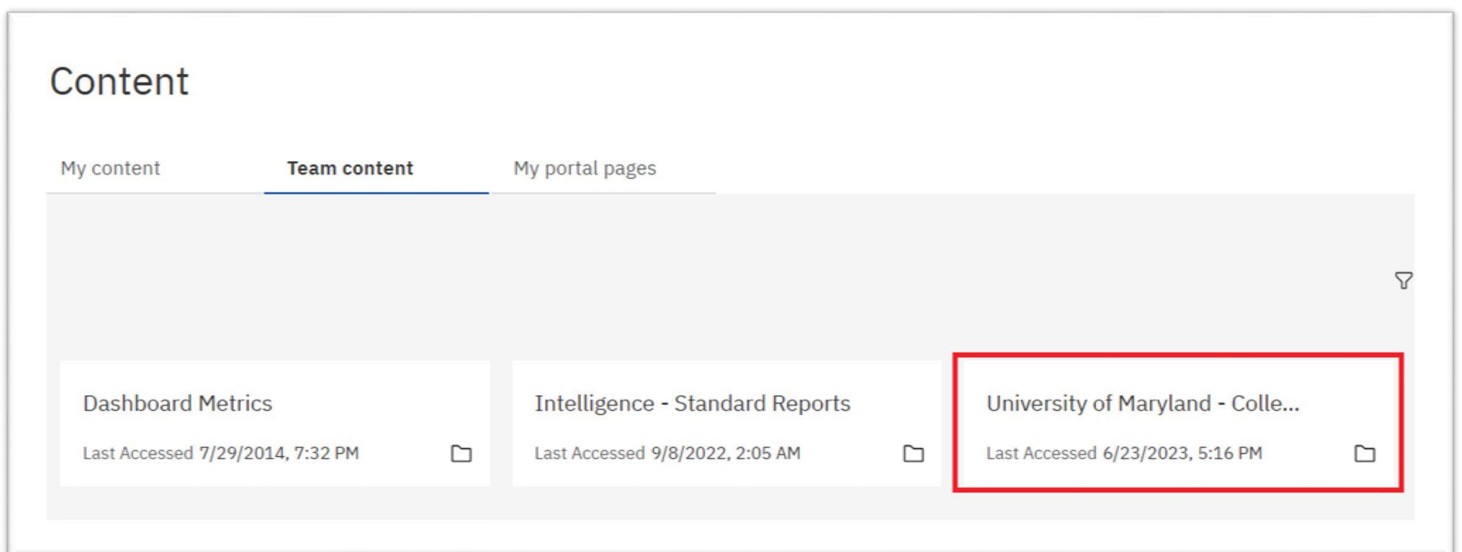 Content
My content
Team content
My portal pages
Dashboard Metrics
Last Accessed 7/29/2014, 7:32 PM
Intelligence - Standard Reports
Last Accessed 9/8/2022, 2:05 AM
University of Maryland - Colle...
Last Accessed 6/23/2023, 5:16 PM